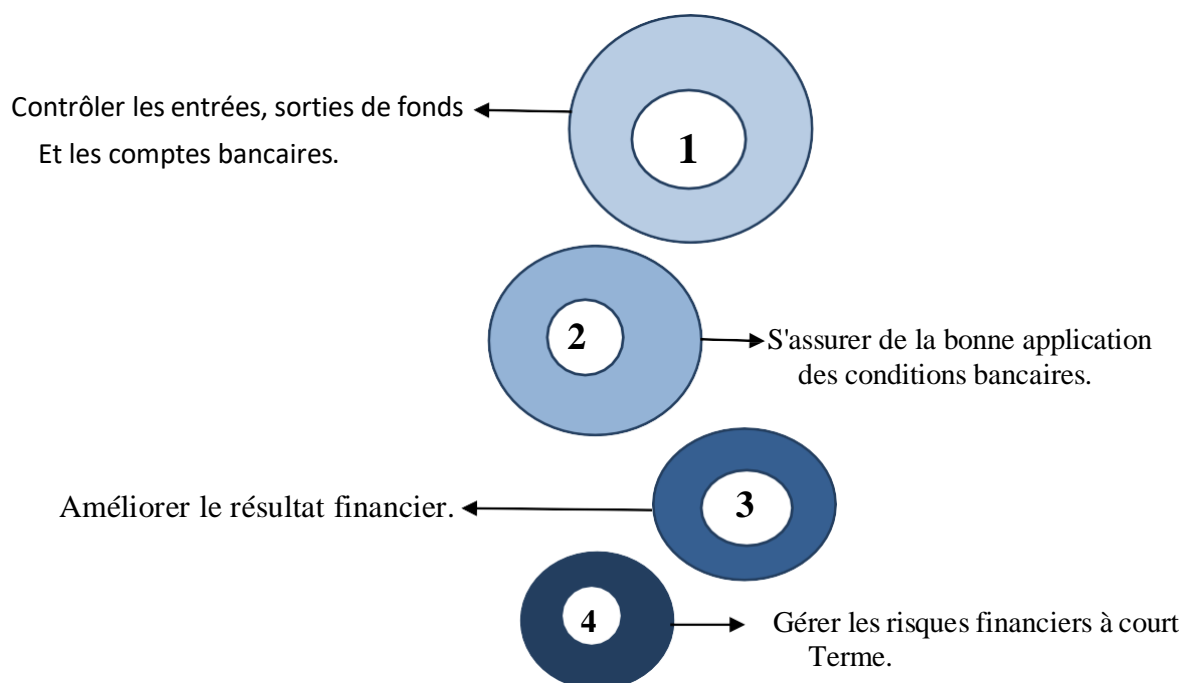 Contrôler les entrées, sorties de fonds
Et les comptes bancaires.
1
2
S'assurer de la bonne application
des conditions bancaires.
Améliorer le résultat financier.
3
4
Gérer les risques financiers à court
Terme.